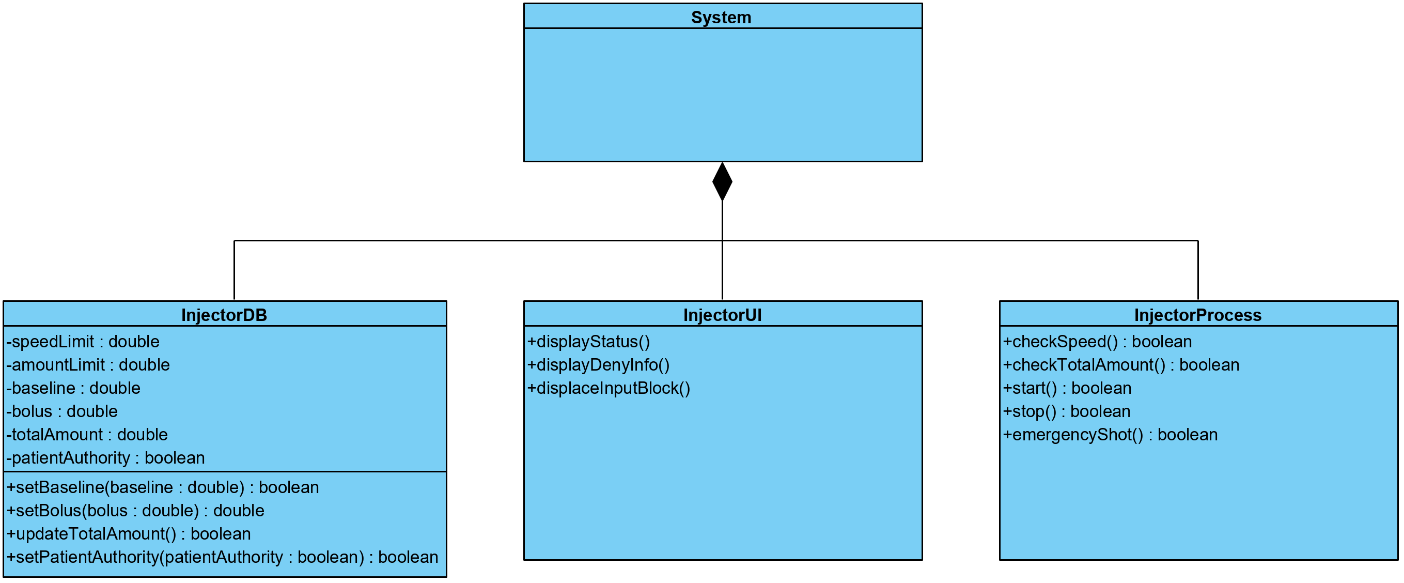 System
InjectorDB
-speedLimit : double
-amountLimit : double
-baseline : double
-bolus : double
-totalAmount : double
-patientAuthority : boolean
+setBaseline(baseline : double) : boolean
+setBolus(bolus : double) : double
+updateTotalAmount() : boolean
+setPatientAuthority(patientAuthority : boolean) : boolean
InjectorUI
+displayStatus()
+displayDenyInfo()
+displaceInputBlock()
InjectorProcess
+checkSpeed() : boolean
+checkTotalAmount() : boolean
+start() : boolean
+stop() : boolean
+emergencyShot() : boolean